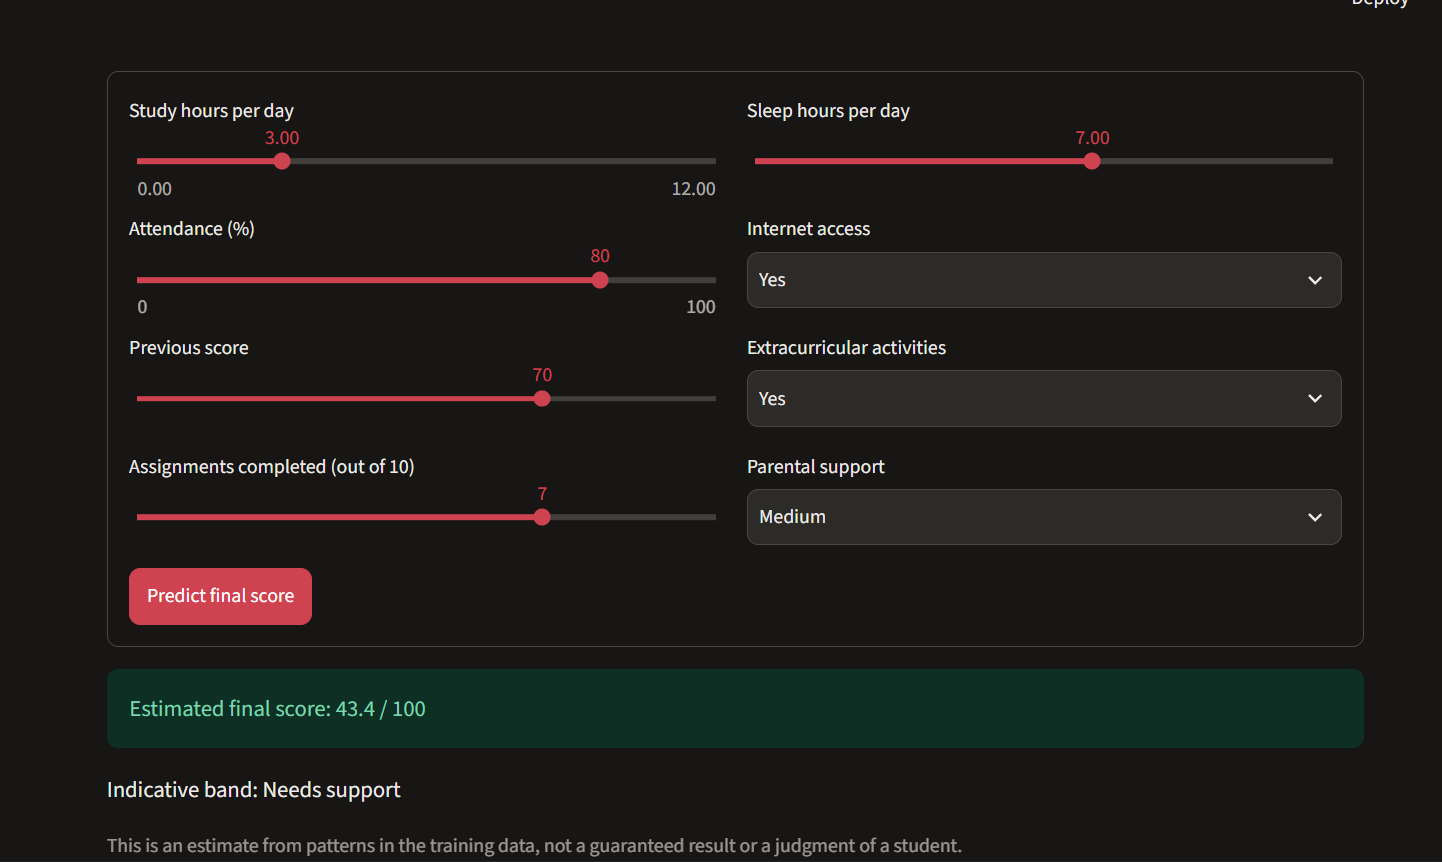 Deploy
Study hours per day
3.00
0.00 12.00
Sleep hours per day
7.00
Attendance (%)
80
0 100
Internet access
Yes
Previous score
70
Extracurricular activities
Yes
Assignments completed (out of 10)
7
Parental support
Medium
Predict final score
Estimated final score: 43.4 / 100
Indicative band: Needs support
This is an estimate from patterns in the training data, not a guaranteed result or a judgment of a student.